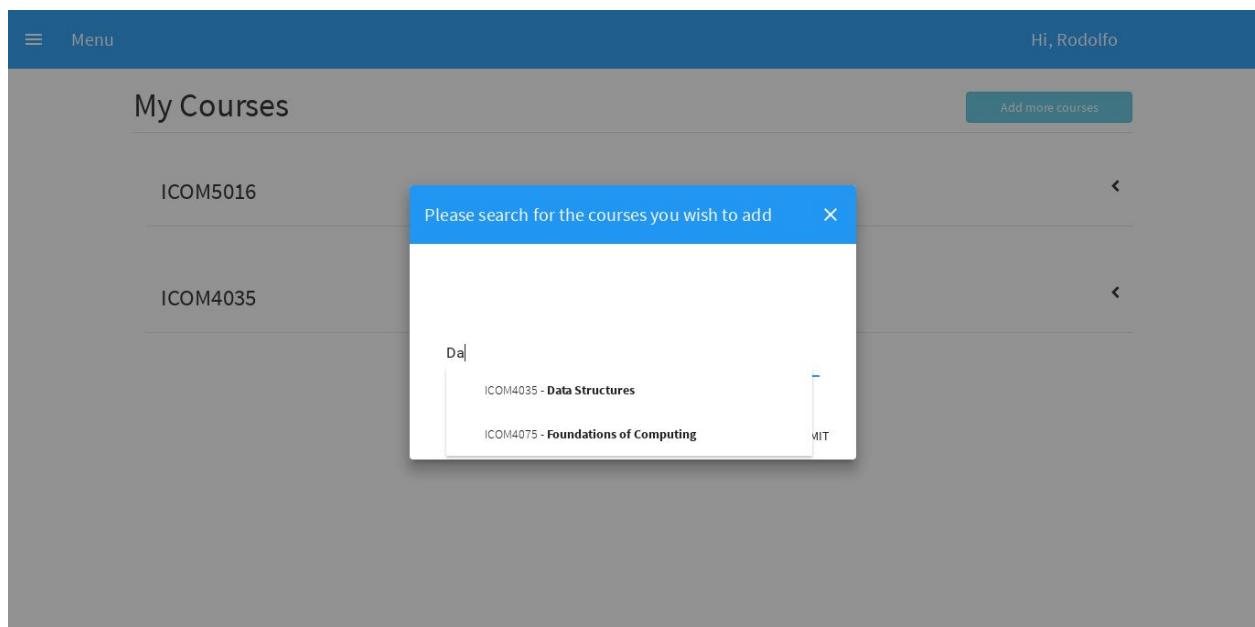 Menu
Hi, Rodolfo
My Courses
Add more courses
ICOM5016
Please search for the courses you wish to add
ICOM4035
Da
ICOM4035 - Data Structures
ICOM4075 - Foundations of Computing
MIT